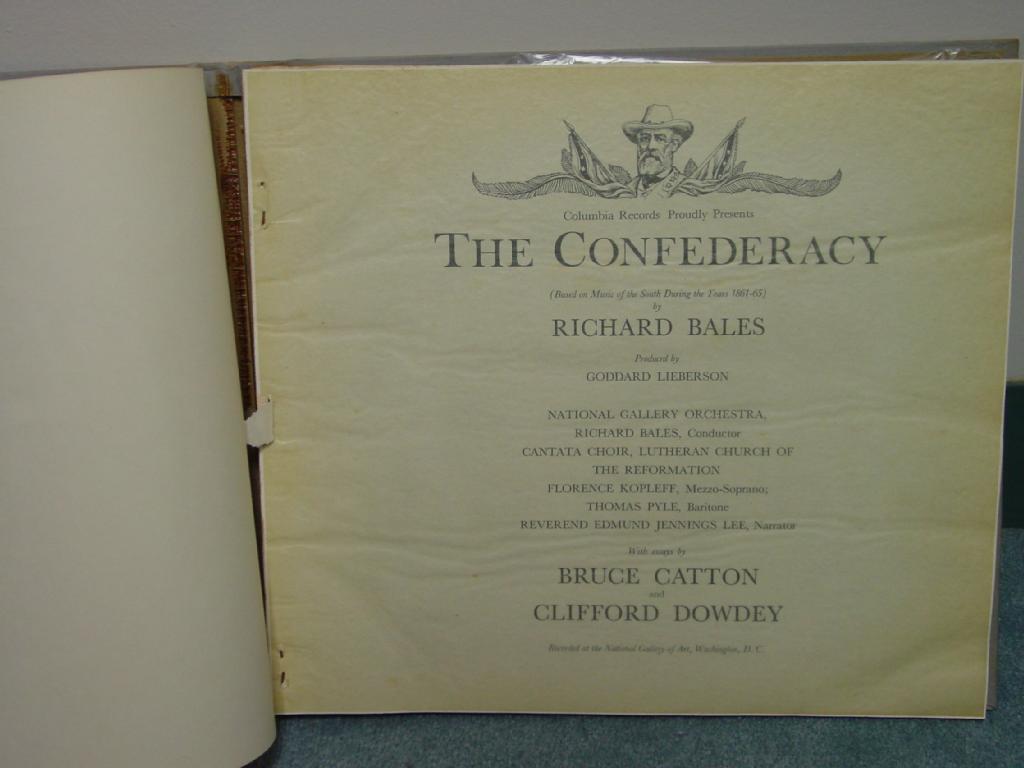 Columbia Records Proudly Presents
THE CONFEDERACY
(Based on Music of the South During the Years 1861-65)
by
RICHARD BALES
Produced by
GODDARD LIEBERSON
NATIONAL GALLERY ORCHESTRA,
RICHARD BALES, Conductor
CANTATA CHOIR, LUTHERAN CHURCH OF
THE REFORMATION
FLORENCE KOPLEFF, Mezzo-Soprano;
THOMAS PYLE, Baritone
REVEREND EDMUND JENNINGS LEE, Narrator
With essays by
BRUCE CATTON
and
CLIFFORD DOWDEY
Recorded at the National Gallery of Art, Washington, D. C.